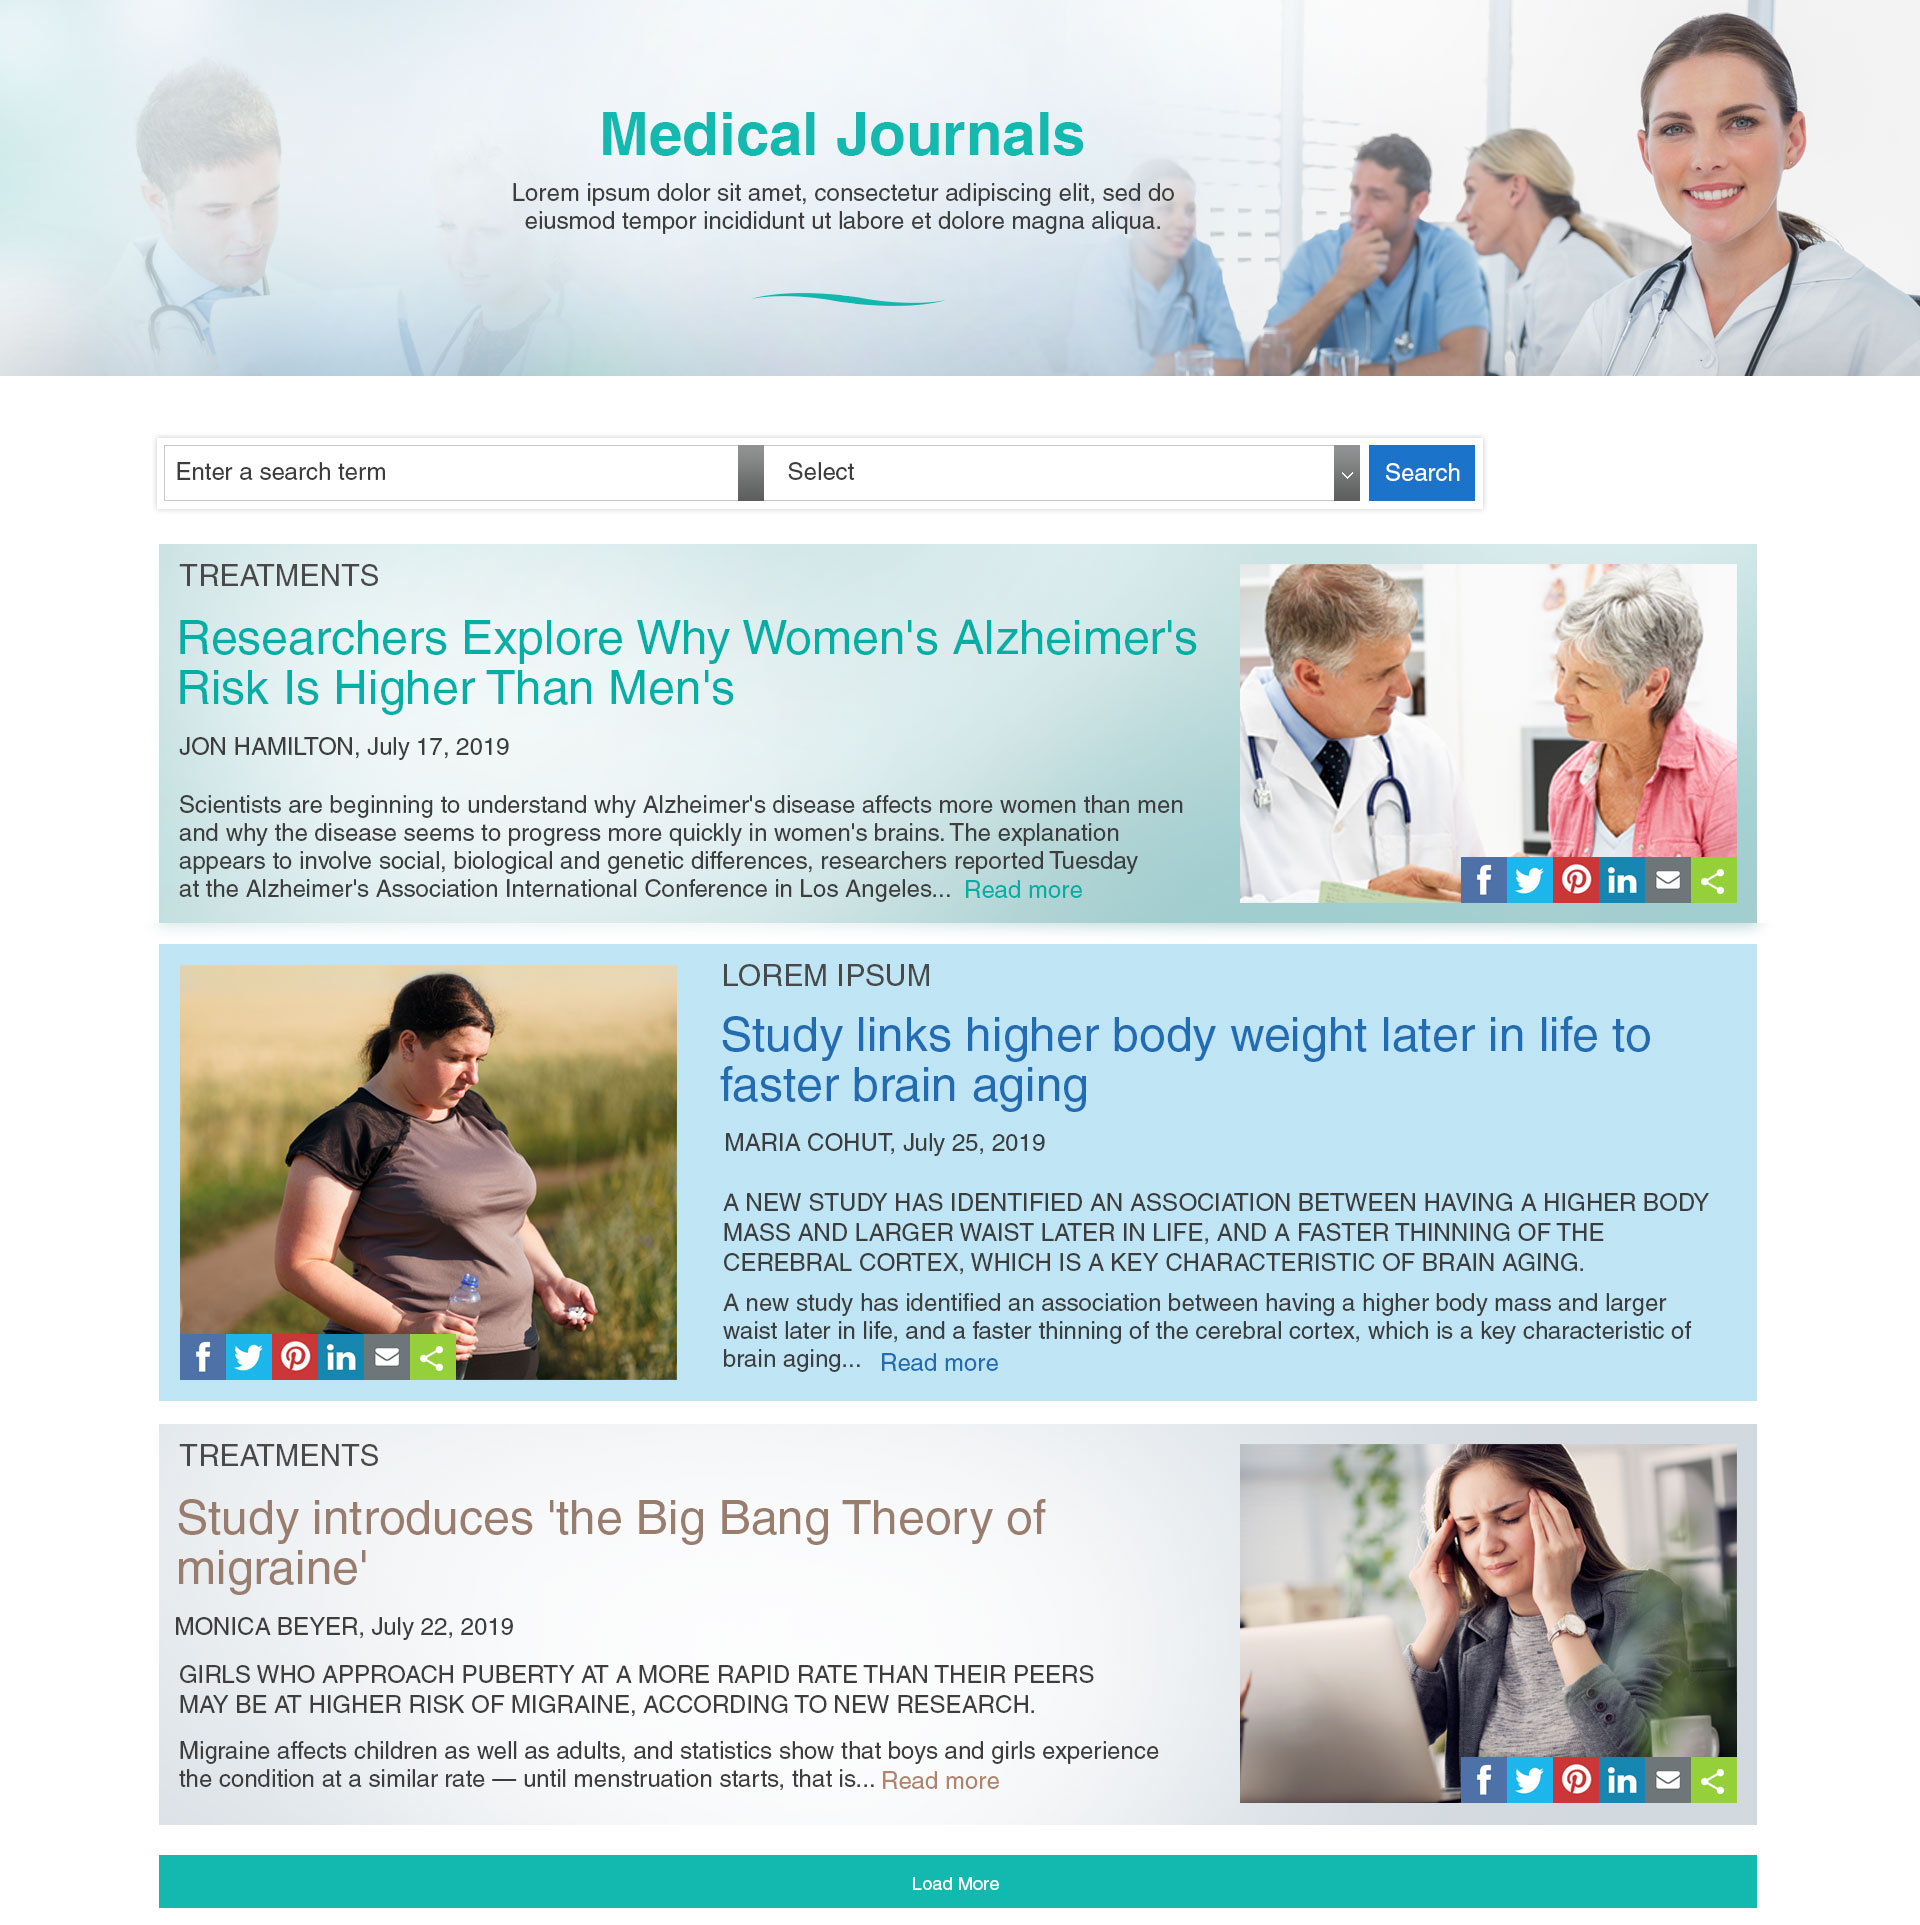 Medical Journals
Lorem ipsum dolor sit amet, consectetur adipiscing elit, sed do
eiusmod tempor incididunt ut labore et dolore magna aliqua.
Enter a search term
Select
Search
TREATMENTS
Researchers Explore Why Women's Alzheimer's
Risk Is Higher Than Men's
JON HAMILTON, July 17, 2019
Scientists are beginning to understand why Alzheimer's disease affects more women than men
and why the disease seems to progress more quickly in women's brains. The explanation
appears to involve social, biological and genetic differences, researchers reported Tuesday
at the Alzheimer's Association International Conference in Los Angeles... Read more
LOREM IPSUM
Study links higher body weight later in life to
faster brain aging
MARIA COHUT, July 25, 2019
A NEW STUDY HAS IDENTIFIED AN ASSOCIATION BETWEEN HAVING A HIGHER BODY
MASS AND LARGER WAIST LATER IN LIFE, AND A FASTER THINNING OF THE
CEREBRAL CORTEX, WHICH IS A KEY CHARACTERISTIC OF BRAIN AGING.
A new study has identified an association between having a higher body mass and larger
waist later in life, and a faster thinning of the cerebral cortex, which is a key characteristic of
brain aging... Read more
TREATMENTS
Study introduces 'the Big Bang Theory of
migraine'
MONICA BEYER, July 22, 2019
GIRLS WHO APPROACH PUBERTY AT A MORE RAPID RATE THAN THEIR PEERS
MAY BE AT HIGHER RISK OF MIGRAINE, ACCORDING TO NEW RESEARCH.
Migraine affects children as well as adults, and statistics show that boys and girls experience
the condition at a similar rate — until menstruation starts, that is... Read more
Load More